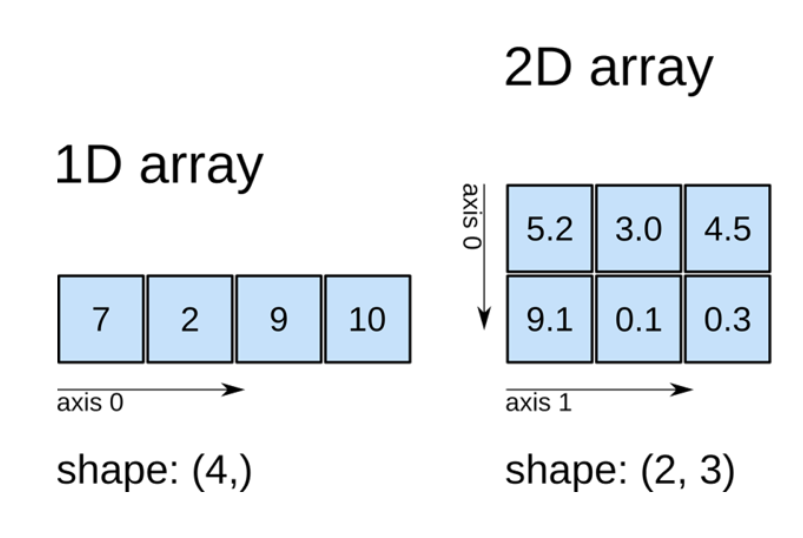 1D array
7 2 9 10
axis 0
shape: (4,)
2D array
axis 0
5.2 3.0 4.5
9.1 0.1 0.3
axis 1
shape: (2, 3)